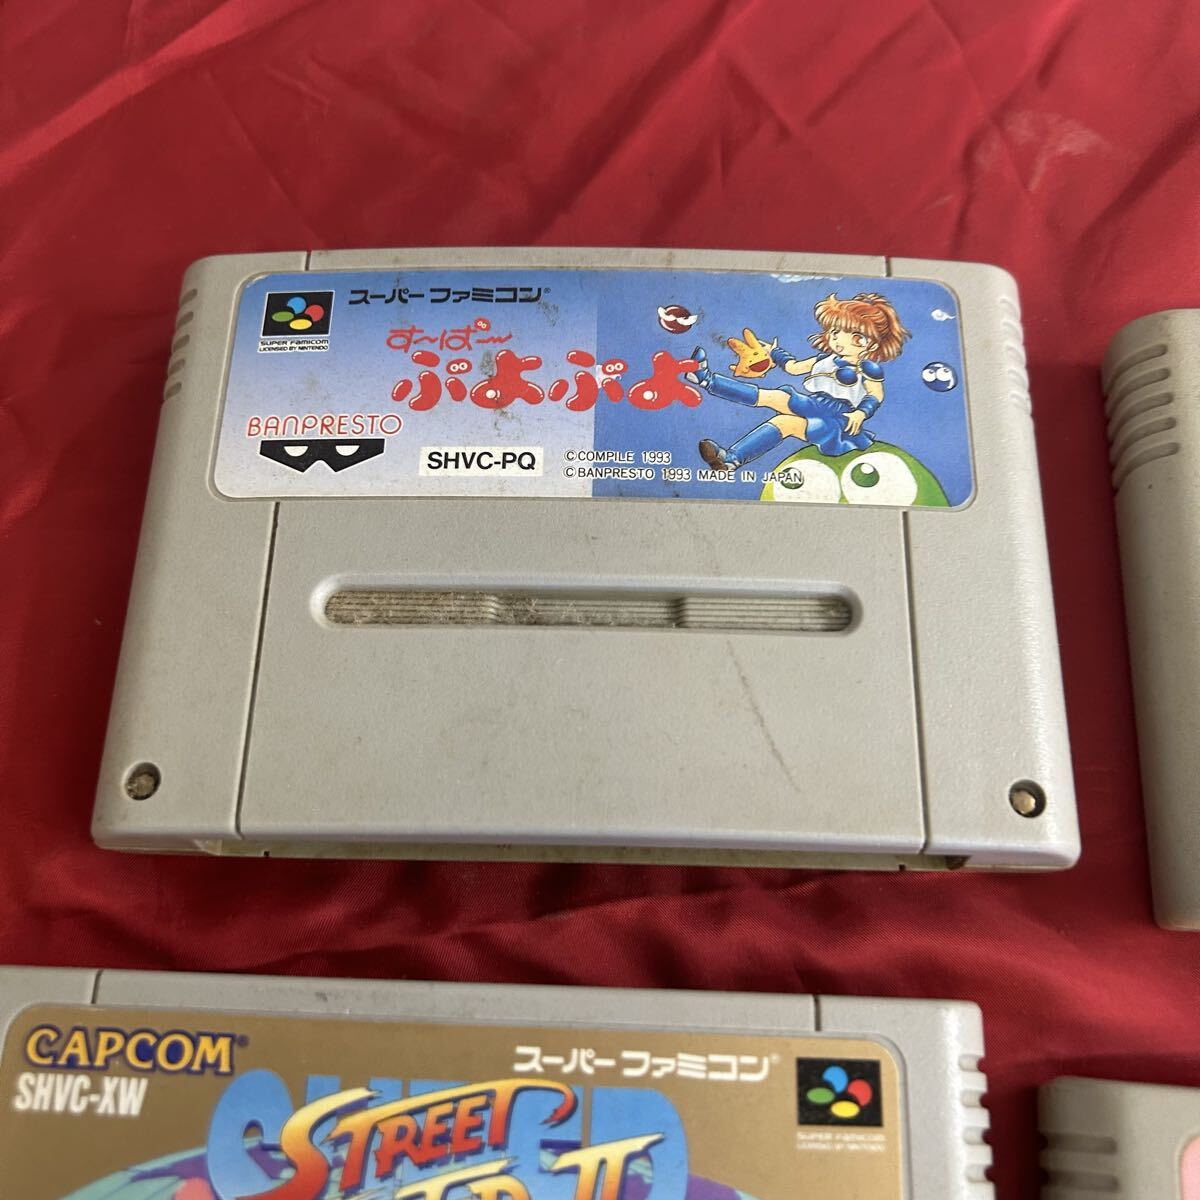 スーパーファミコン®
SUPER FAMICOM
LICENSED BY NINTENDO
す〜ぱ〜
ぷよぷよ
BANPRESTO
SHVC-PQ
©COMPILE 1993
©BANPRESTO 1993 MADE IN JAPAN
CAPCOM®
SHVC-XW
スーパーファミコン®
SUPER FAMICOM
LICENSED BY NINTENDO
SUPER
STREET
II